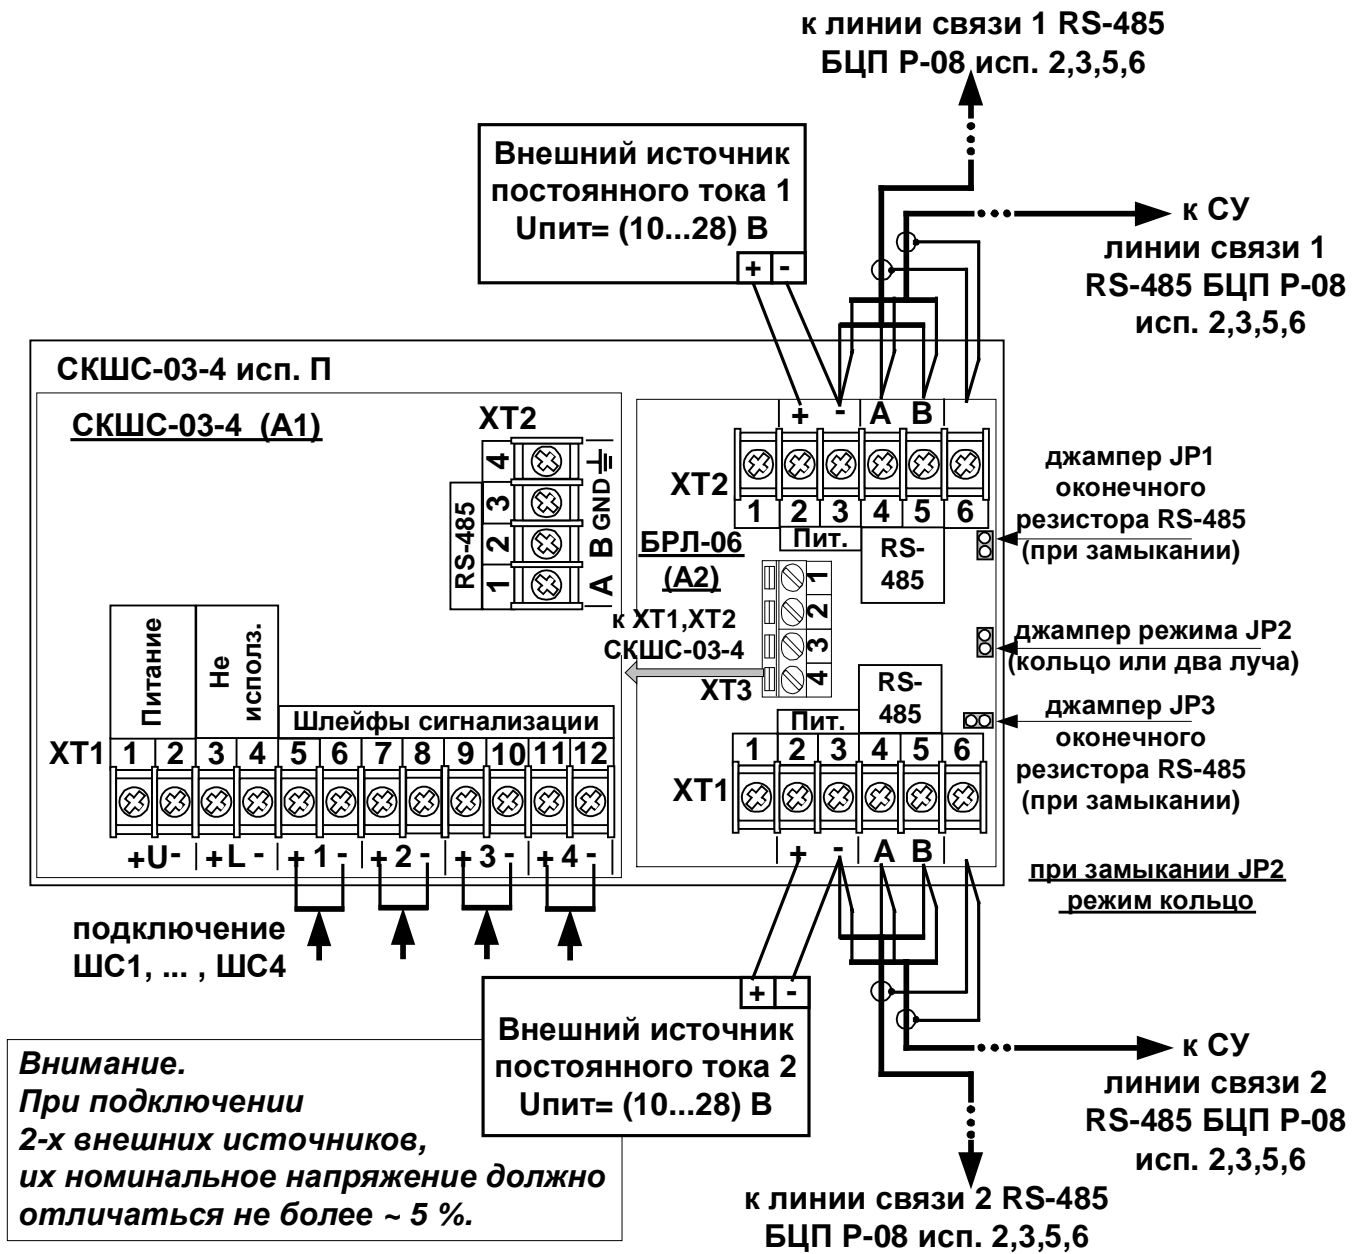 к линии связи 1 RS-485
БЦП Р-08 исп. 2,3,5,6
Внешний источник
постоянного тока 1
Uпит= (10...28) В
+ -
к СУ
линии связи 1
RS-485 БЦП Р-08
исп. 2,3,5,6
СКШС-03-4 исп. П
СКШС-03-4 (А1)
XT2
4 3 2 1
RS-485
GND
B
A
+ - A B
XT2
1 2 3 4 5 6
Пит.
RS-
485
БРЛ-06
(А2)
1 2 3 4
к ХТ1,ХТ2
СКШС-03-4
XT3
джампер JP1
оконечного
резистора RS-485
(при замыкании)
джампер режима JP2
(кольцо или два луча)
джампер JP3
оконечного
резистора RS-485
(при замыкании)
Питание
Не
исполз.
Шлейфы сигнализации
XT1
1 2 3 4 5 6 7 8 9 10 11 12
+U- +L - + 1 - + 2 - + 3 - + 4 -
RS-
485
Пит.
1 2 3 4 5 6
XT1
+ - A B
при замыкании JP2
режим кольцо
подключение
ШС1, ... , ШС4
+ -
Внешний источник
постоянного тока 2
Uпит= (10...28) В
к СУ
линии связи 2
RS-485 БЦП Р-08
исп. 2,3,5,6
Внимание.
При подключении
2-х внешних источников,
их номинальное напряжение должно
отличаться не более ~ 5 %.
к линии связи 2 RS-485
БЦП Р-08 исп. 2,3,5,6